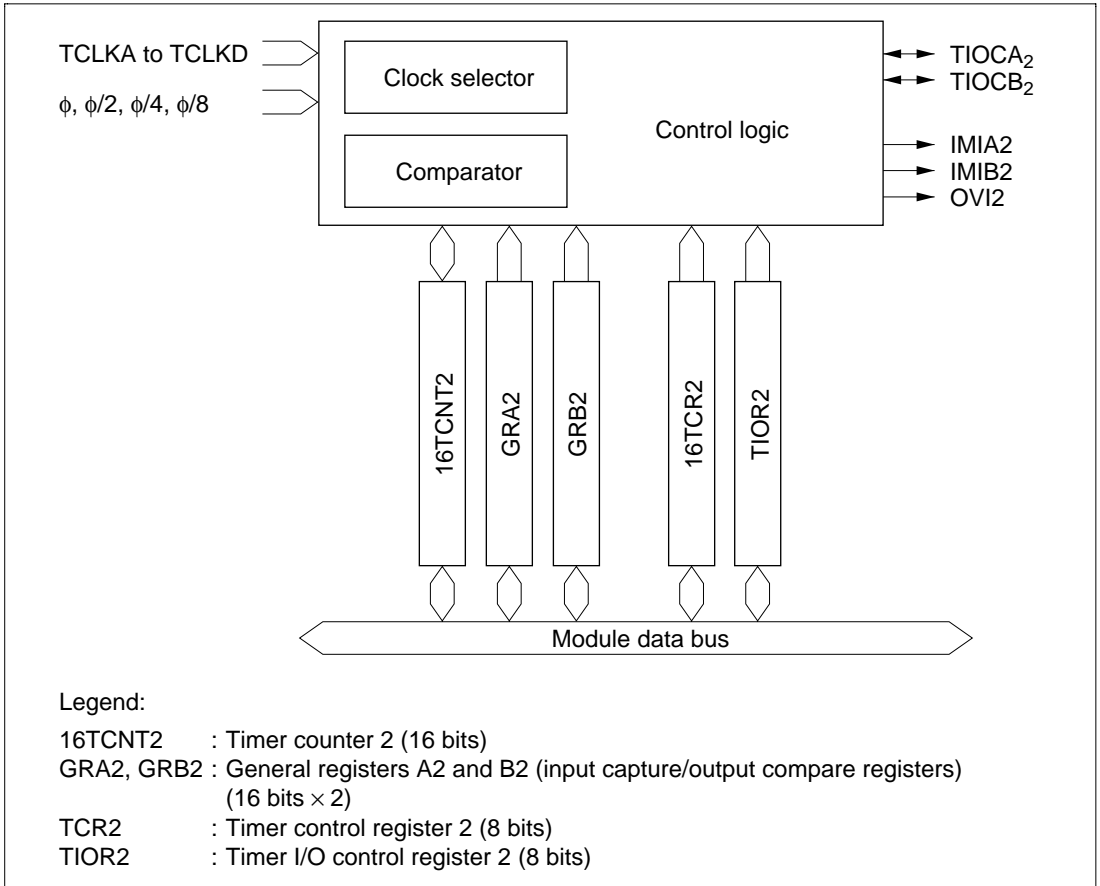 TCLKA to TCLKD
ϕ, ϕ/2, ϕ/4, ϕ/8
Clock selector
Comparator
Control logic
TIOCA₂
TIOCB₂
IMIA2
IMIB2
OVI2
16TCNT2
GRA2
GRB2
16TCR2
TIOR2
Module data bus
Legend:
16TCNT2 : Timer counter 2 (16 bits)
GRA2, GRB2 : General registers A2 and B2 (input capture/output compare registers)
(16 bits × 2)
TCR2 : Timer control register 2 (8 bits)
TIOR2 : Timer I/O control register 2 (8 bits)